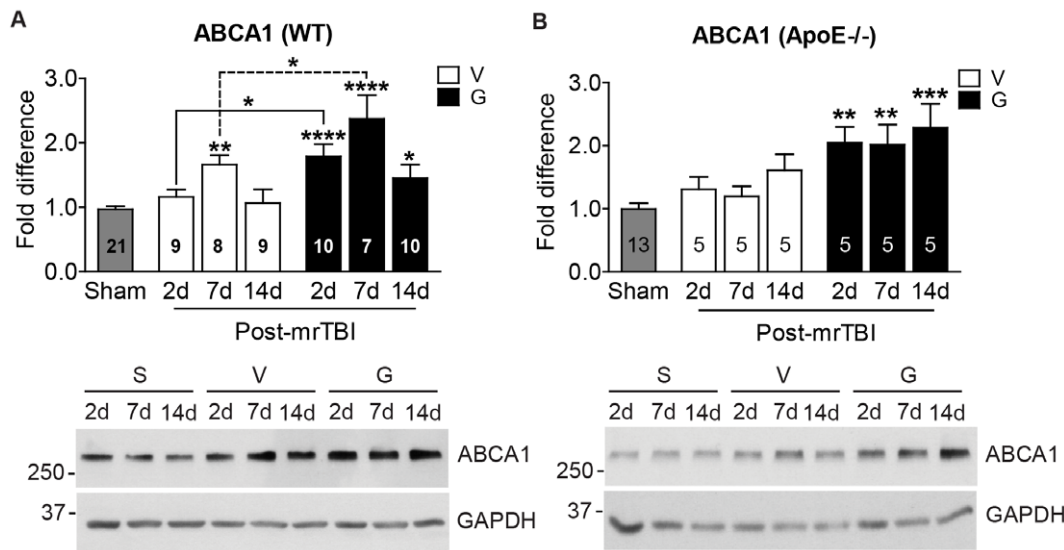 A
ABCA1 (WT)
V
G
Fold difference
3.0
2.0
1.0
0.0
*
*
**
****
****
*
21
9
8
9
10
7
10
Sham 2d 7d 14d 2d 7d 14d
Post-mrTBI
S V G
2d 7d 14d 2d 7d 14d 2d 7d 14d
250 -
ABCA1
37 -
GAPDH
B
ABCA1 (ApoE-/-)
V
G
Fold difference
3.0
2.0
1.0
0.0
**
**
***
13
5
5
5
5
5
5
Sham 2d 7d 14d 2d 7d 14d
Post-mrTBI
S V G
2d 7d 14d 2d 7d 14d 2d 7d 14d
250 -
ABCA1
37 -
GAPDH